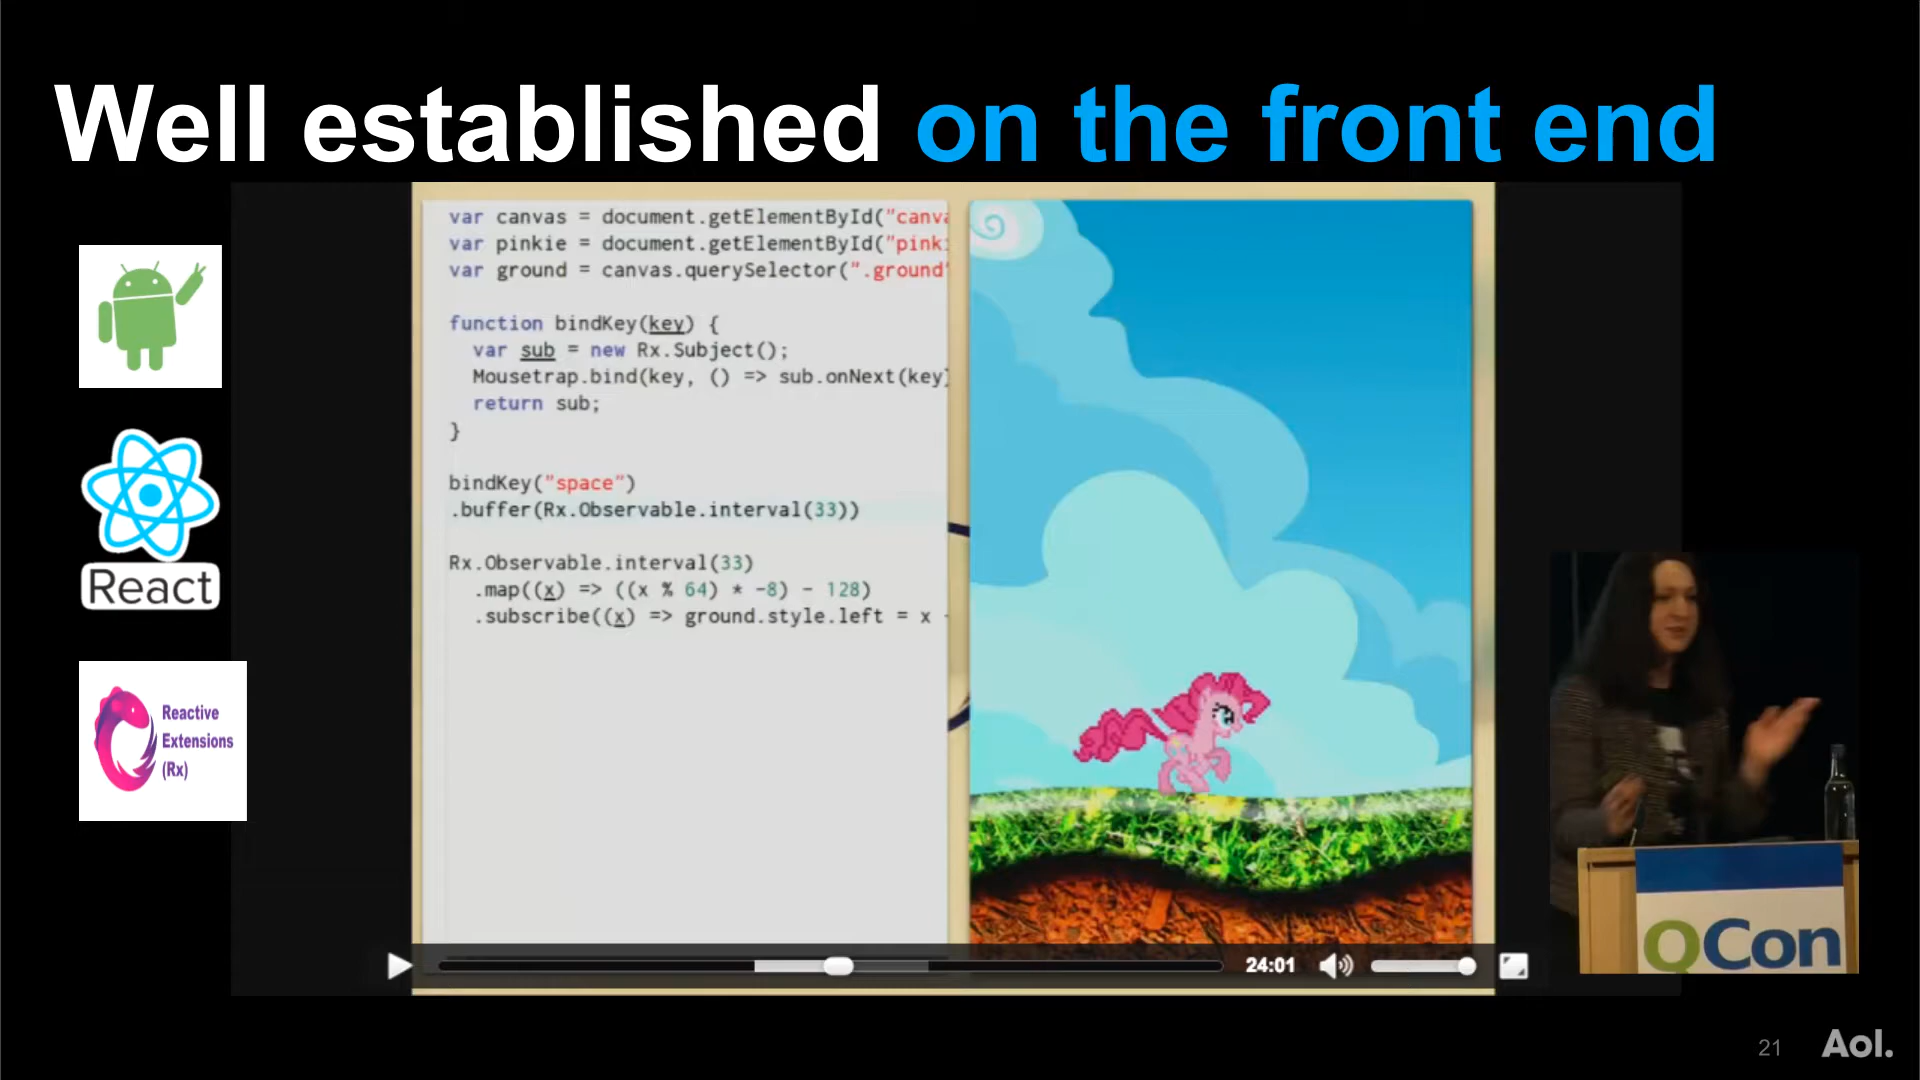 Well established on the front end
var canvas = document.getElementById("canva
var pinkie = document.getElementById("pink
var ground = canvas.querySelector(".ground"
function bindKey(key) {
var sub = new Rx.Subject();
Mousetrap.bind(key, () => sub.onNext(key)
return sub;
}
bindKey("space")
.buffer(Rx.Observable.interval(33))
Rx.Observable.interval(33)
.map((x) => ((x % 64) * -8) - 128)
.subscribe((x) => ground.style.left = x
React
Reactive
Extensions
(Rx)
24:01
QCon
21
Aol.